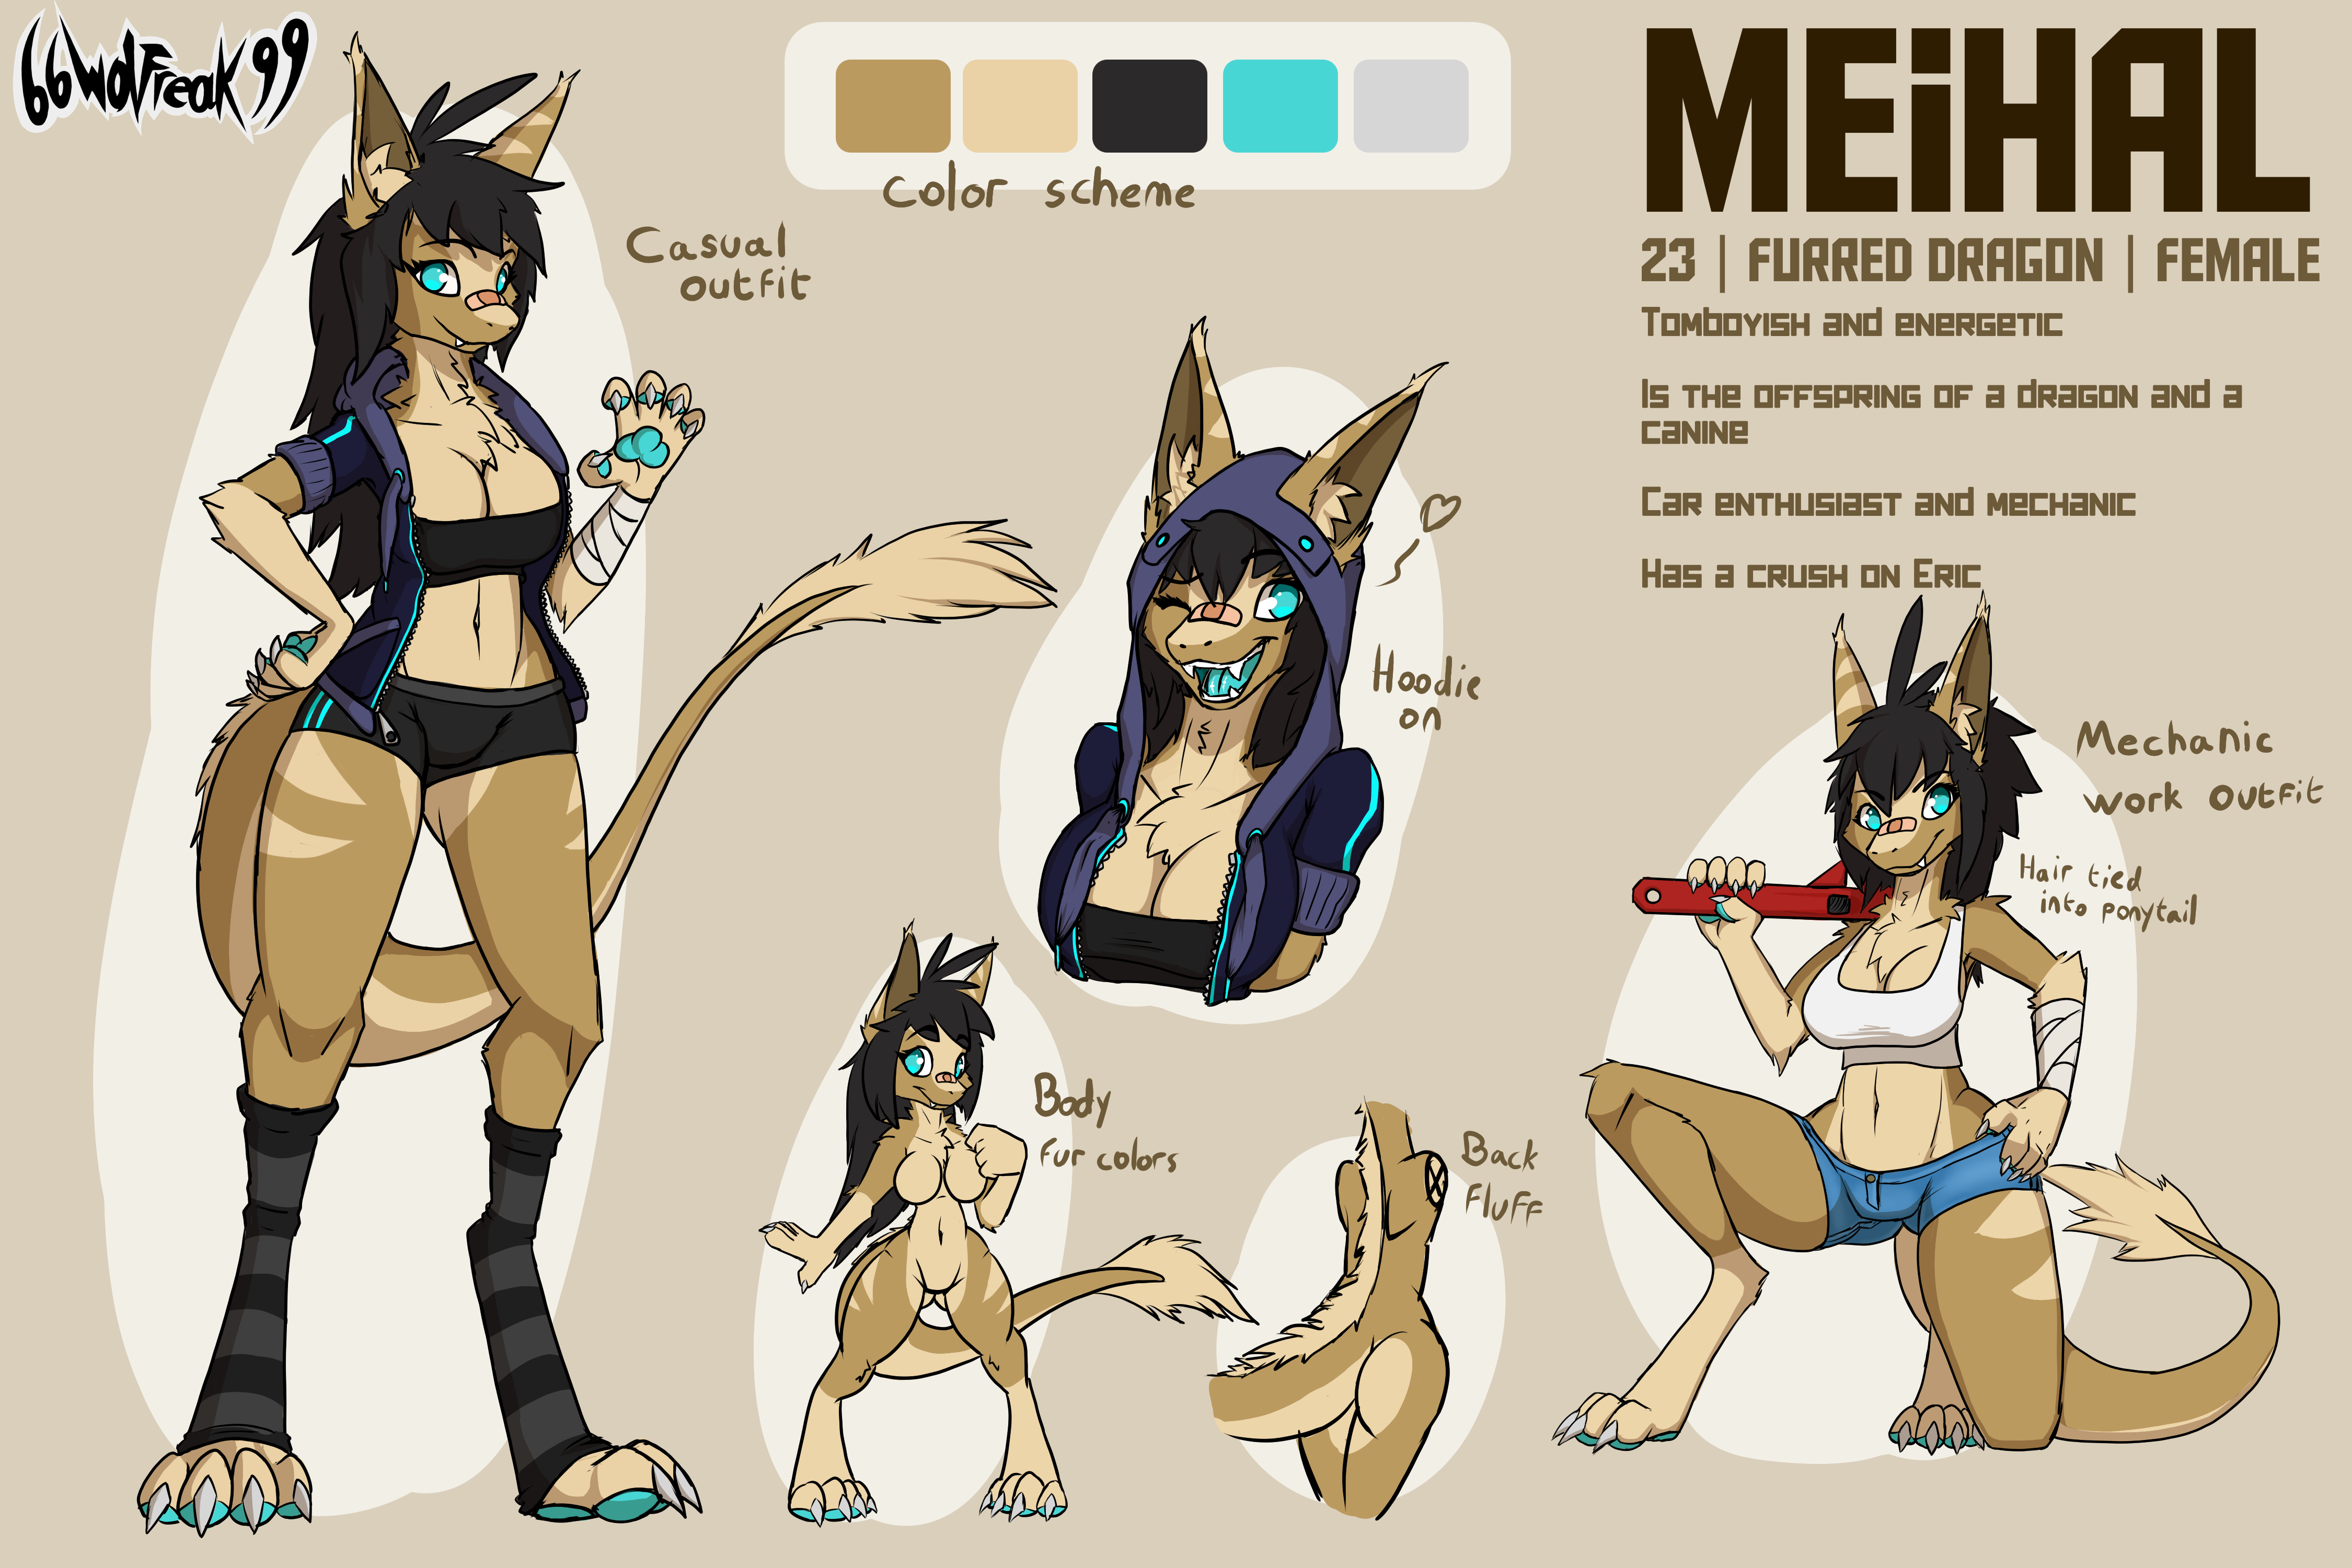 66WolfFreak99
Color scheme
MEiHAL
23 | FURRED DRAGON | FEMALE
Tomboyish and energetic
Is the offspring of a dragon and a
canine
Car enthusiast and mechanic
Has a crush on Eric
Casual
outfit
Hoodie
on
Mechanic
work outfit
Hair tied
into ponytail
Body
fur colors
Back
Fluff